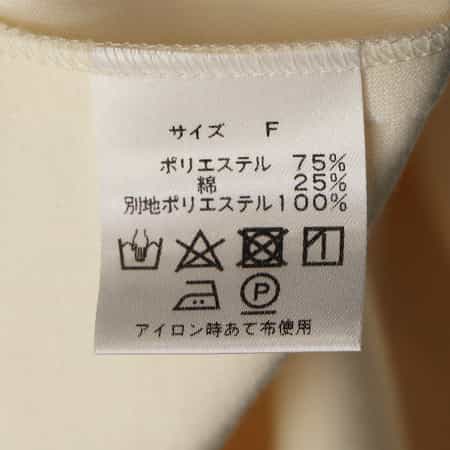 サイズ F
ポリエステル 75%
綿 25%
別地ポリエステル100%
P
アイロン時あて布使用